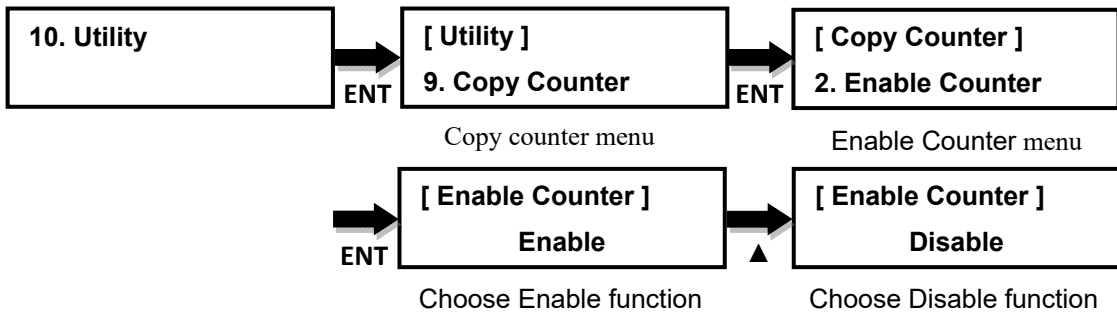 10. Utility
[ Utility ]
9. Copy Counter
[ Copy Counter ]
2. Enable Counter
ENT
ENT
Copy counter menu
Enable Counter menu
[ Enable Counter ]
Enable
[ Enable Counter ]
Disable
ENT
▲
Choose Enable function
Choose Disable function